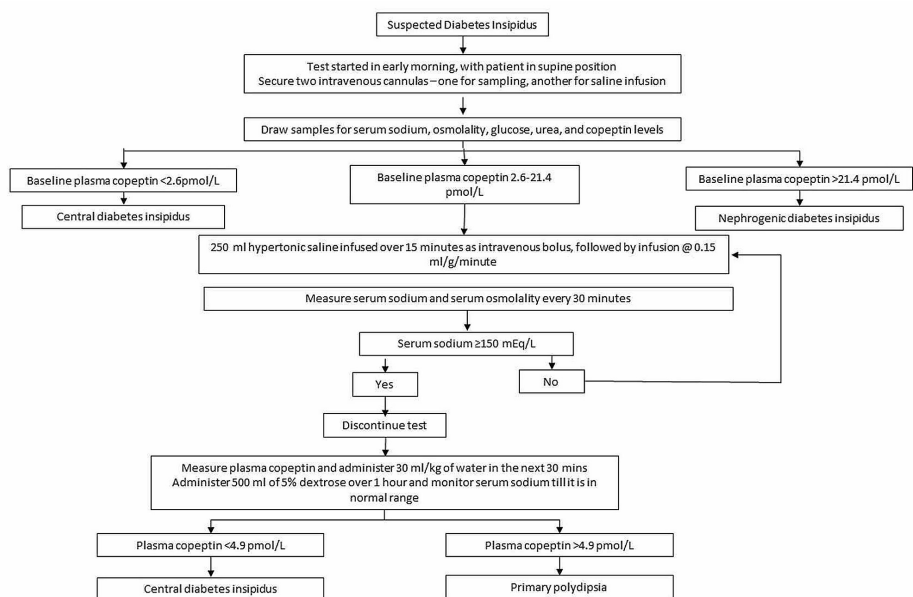 Suspected Diabetes Insipidus
Test started in early morning, with patient in supine position
Secure two intravenous cannulas – one for sampling, another for saline infusion
Draw samples for serum sodium, osmolality, glucose, urea, and copeptin levels
Baseline plasma copeptin <2.6pmol/L
Baseline plasma copeptin 2.6-21.4
pmol/L
Baseline plasma copeptin >21.4 pmol/L
Central diabetes insipidus
Nephrogenic diabetes insipidus
250 ml hypertonic saline infused over 15 minutes as intravenous bolus, followed by infusion @ 0.15
ml/g/minute
Measure serum sodium and serum osmolality every 30 minutes
Serum sodium ≥150 mEq/L
Yes
No
Discontinue test
Measure plasma copeptin and administer 30 ml/kg of water in the next 30 mins
Administer 500 ml of 5% dextrose over 1 hour and monitor serum sodium till it is in
normal range
Plasma copeptin <4.9 pmol/L
Plasma copeptin >4.9 pmol/L
Central diabetes insipidus
Primary polydipsia